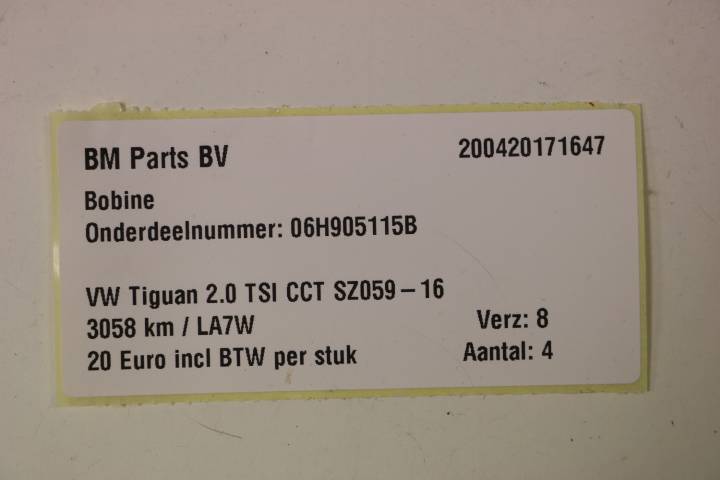 BM Parts BV 200420171647
Bobine
Onderdeelnummer: 06H905115B
VW Tiguan 2.0 TSI CCT SZ059-16
3058 km / LA7W Verz: 8
20 Euro incl BTW per stuk Aantal: 4